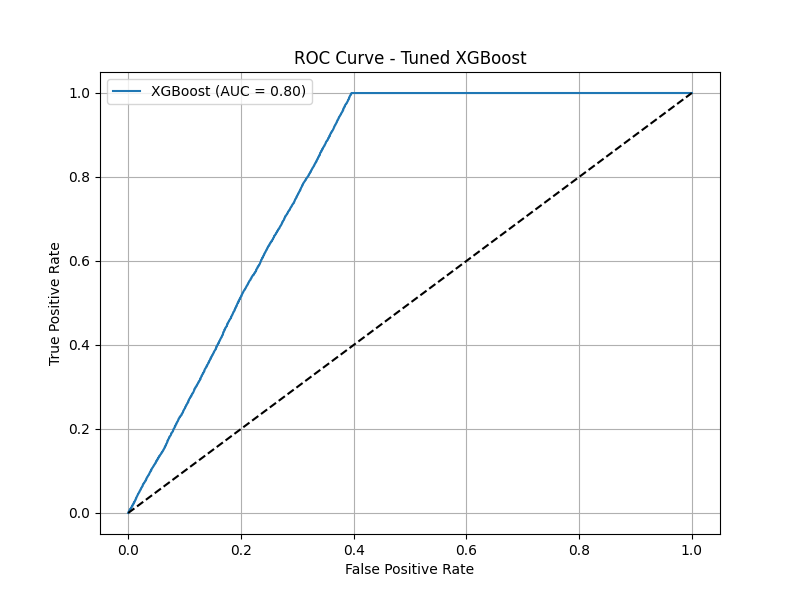 ROC Curve - Tuned XGBoost
XGBoost (AUC = 0.80)
True Positive Rate
1.0
0.8
0.6
0.4
0.2
0.0
0.0 0.2 0.4 0.6 0.8 1.0
False Positive Rate